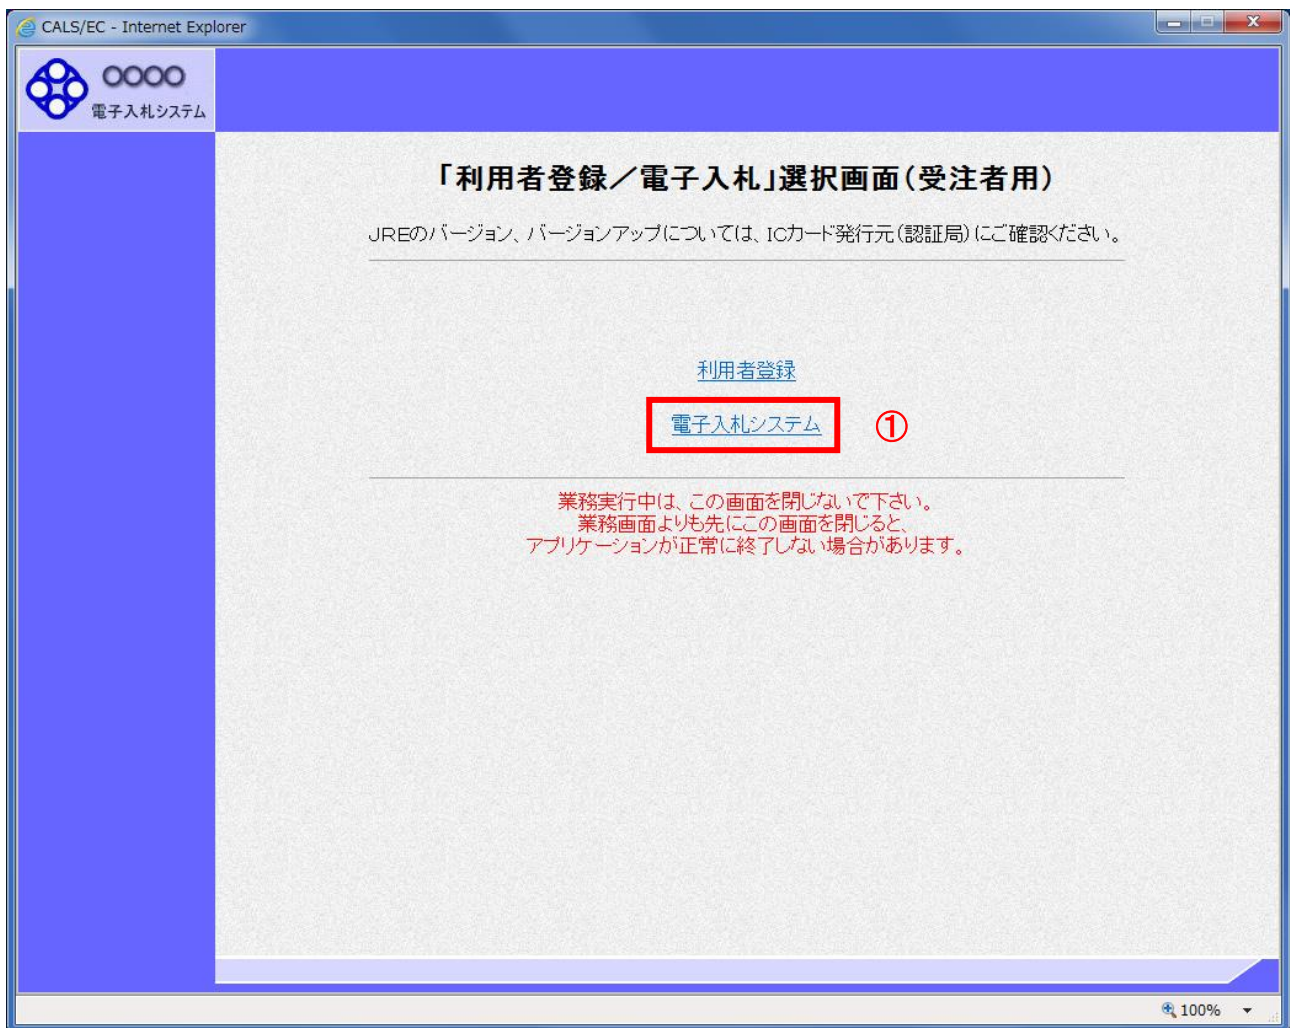 CALS/EC - Internet Explorer
○○○○
電子入札システム
「利用者登録／電子入札」選択画面（受注者用）
JREのバージョン、バージョンアップについては、ICカード発行元（認証局）にご確認ください。
利用者登録
電子入札システム ①
業務実行中は、この画面を閉じないで下さい。
業務画面よりも先にこの画面を閉じると、
アプリケーションが正常に終了しない場合があります。
100%